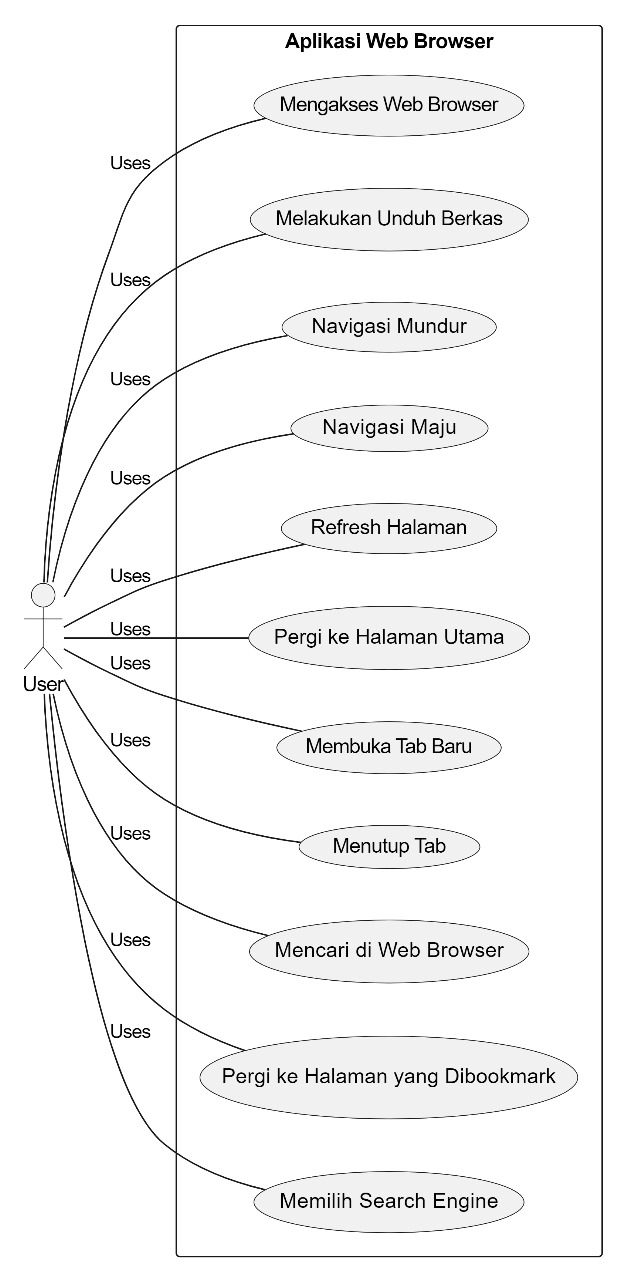 Aplikasi Web Browser
Mengakses Web Browser
Uses
Melakukan Unduh Berkas
Uses
Navigasi Mundur
Uses
Navigasi Maju
Uses
Refresh Halaman
Uses
Uses
Pergi ke Halaman Utama
Uses
User
Membuka Tab Baru
Uses
Menutup Tab
Uses
Mencari di Web Browser
Uses
Pergi ke Halaman yang Dibookmark
Uses
Memilih Search Engine